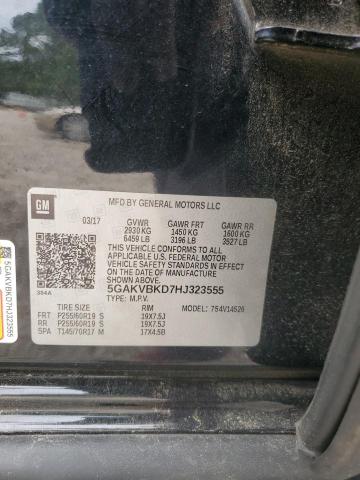 GM
MFD BY GENERAL MOTORS LLC
03/17 GVWR GAWR FRT GAWR RR
2930 KG 1450 KG 1600 KG
6459 LB 3196 LB 3527 LB
THIS VEHICLE CONFORMS TO ALL
APPLICABLE U.S. FEDERAL MOTOR
VEHICLE SAFETY STANDARDS IN EFFECT
ON THE DATE OF MANUFACTURE
SHOWN ABOVE.
5GAKVBKD7HJ323555
TYPE: M.P.V.
384A
TIRE SIZE RIM MODEL: 7S4V14526
FRT P255/60R19 S 19X7.5J
RR P255/60R19 S 19X7.5J
SPA T145/70R17 M 17X4.5B
5GAKVBKD7HJ323555